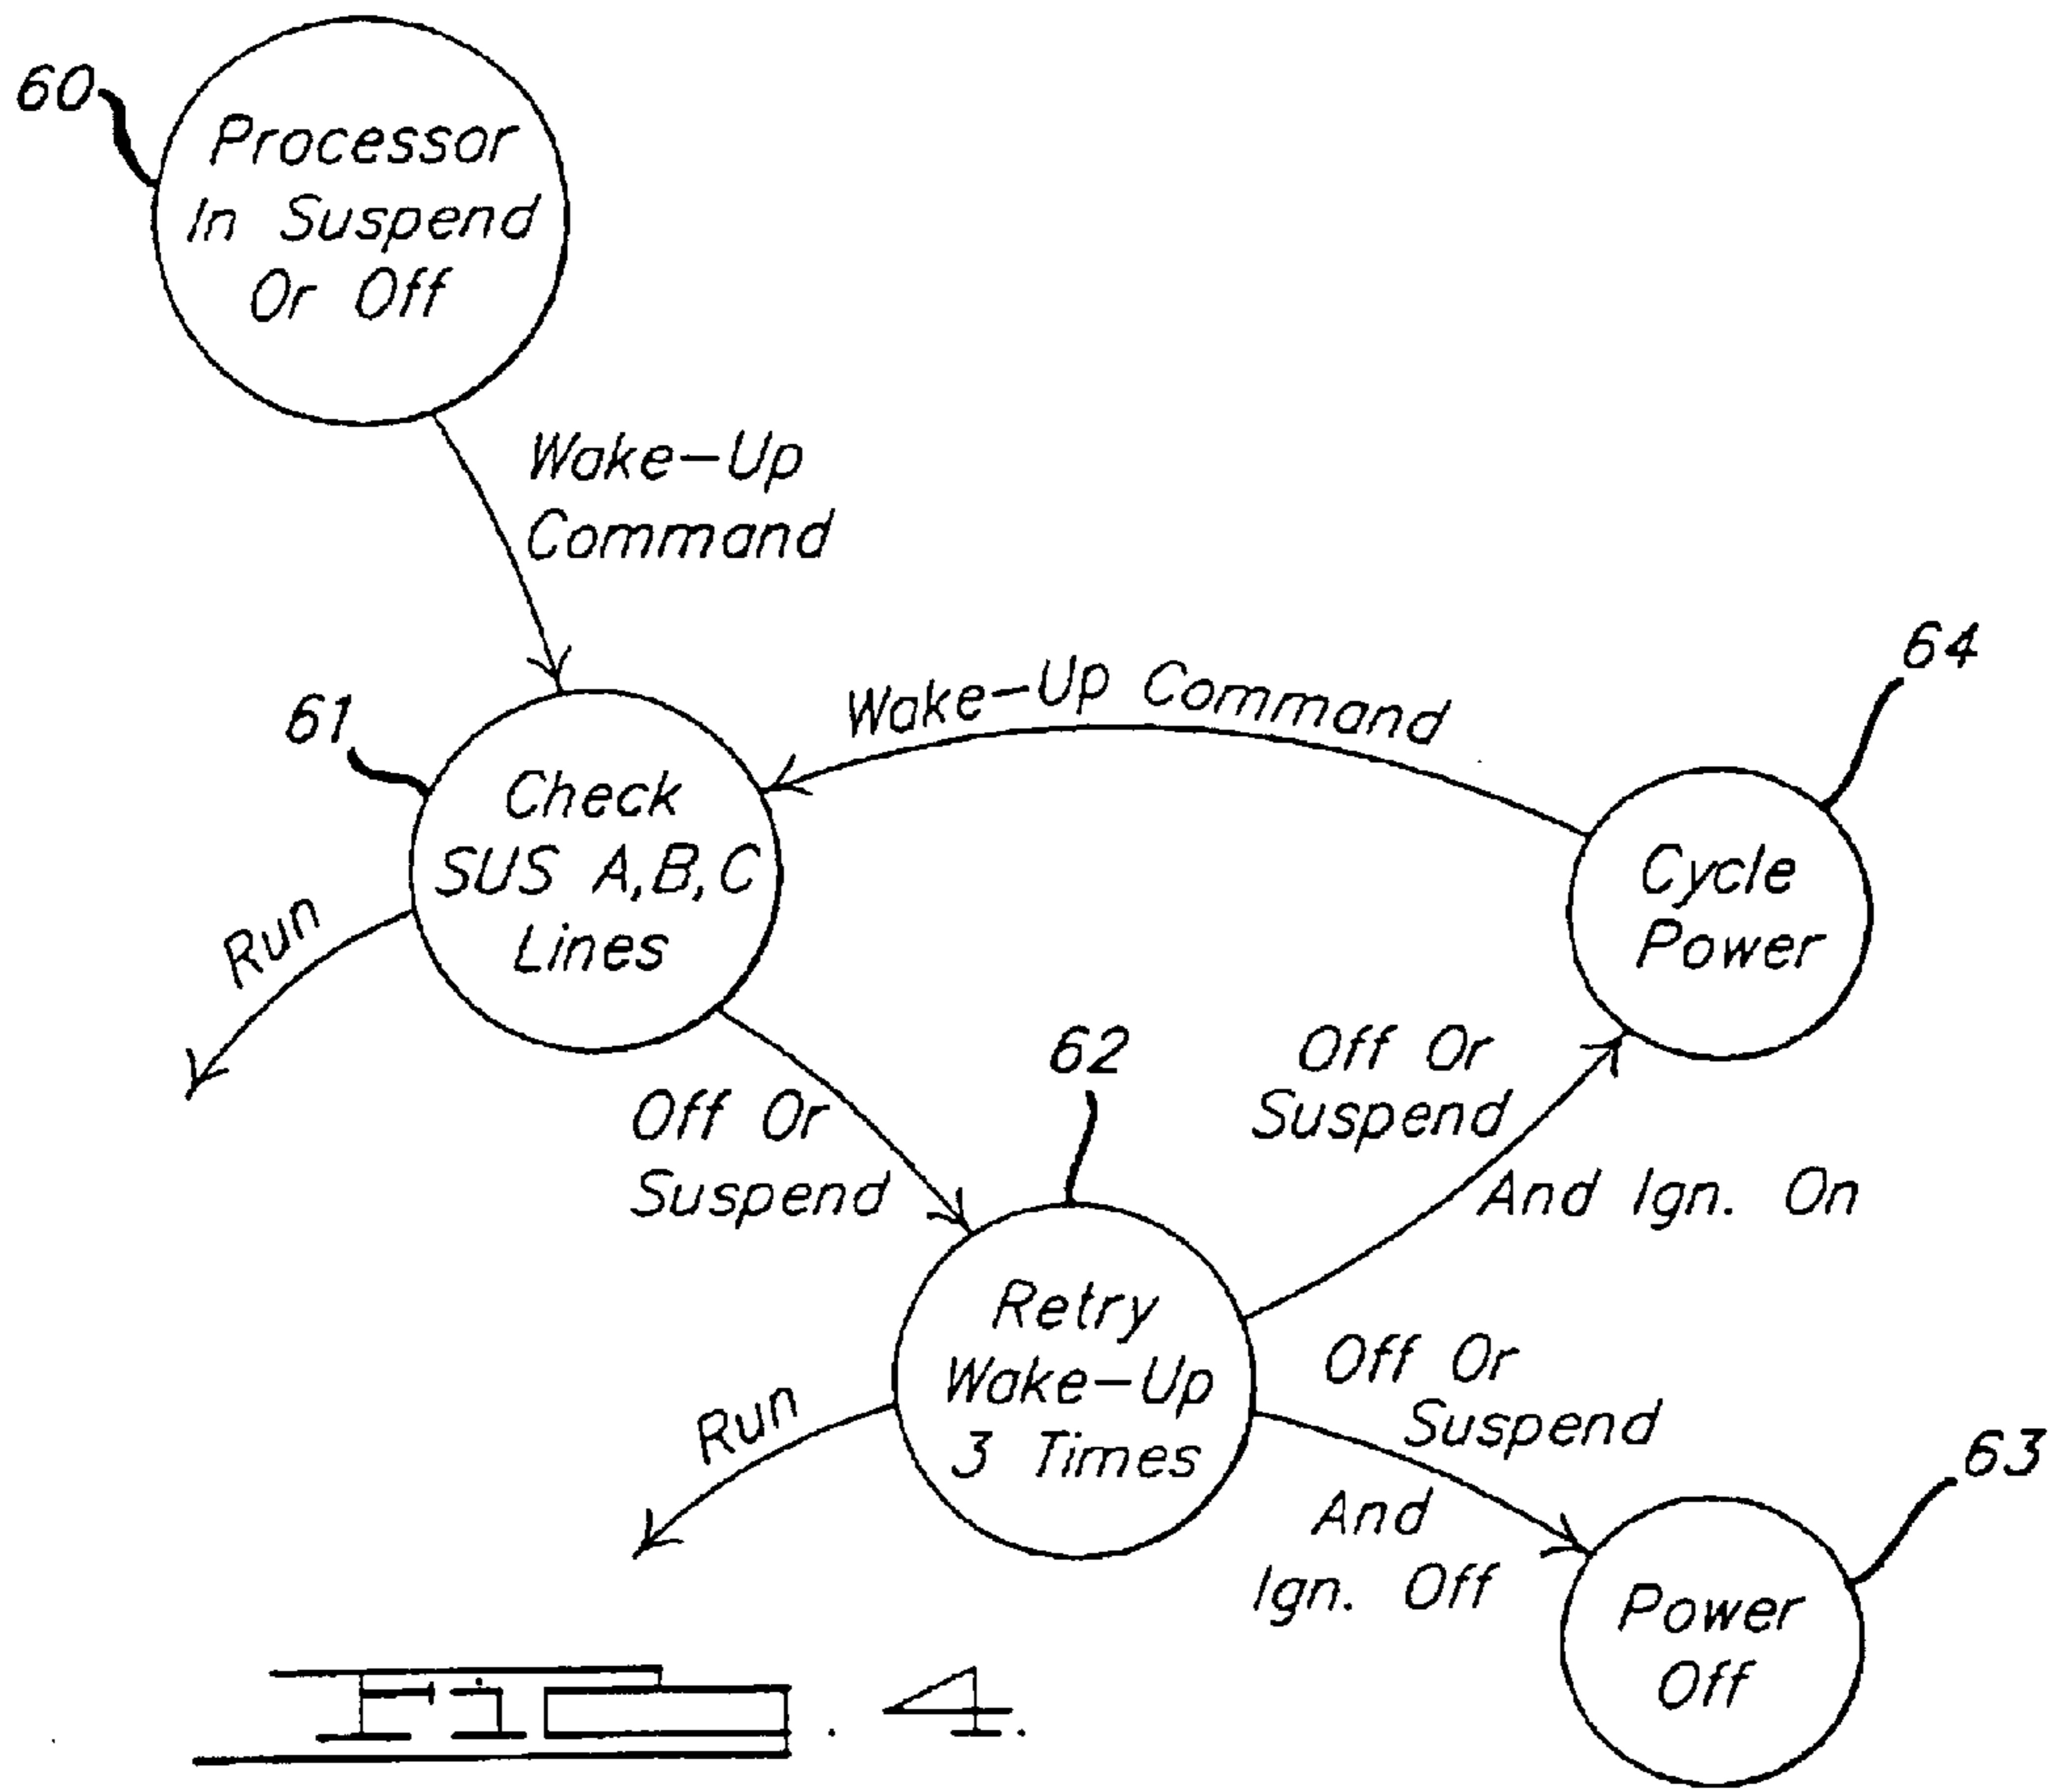 60
Processor
In Suspend
Or Off
Wake-Up
Command
64
Wake-Up Command
61
Check
SUS A,B,C
Lines
Cycle
Power
Run
62
Off Or
Suspend
Off Or
Suspend
And Ign. On
Retry
Wake-Up
3 Times
Off Or
Suspend
And
Ign. Off
Run
63
Power
Off
Fig. 4.